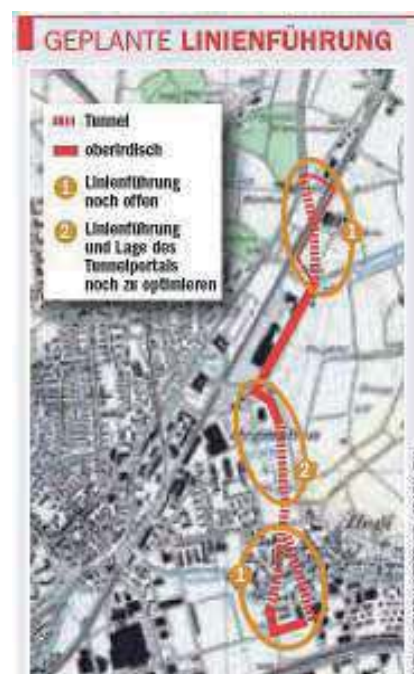 GEPLANTE LINIENFÜHRUNG
Tunnel
oberirdisch
1 Linienführung
noch offen
2 Linienführung
und Lage des
Tunnelportals
noch zu optimieren
1
2
1